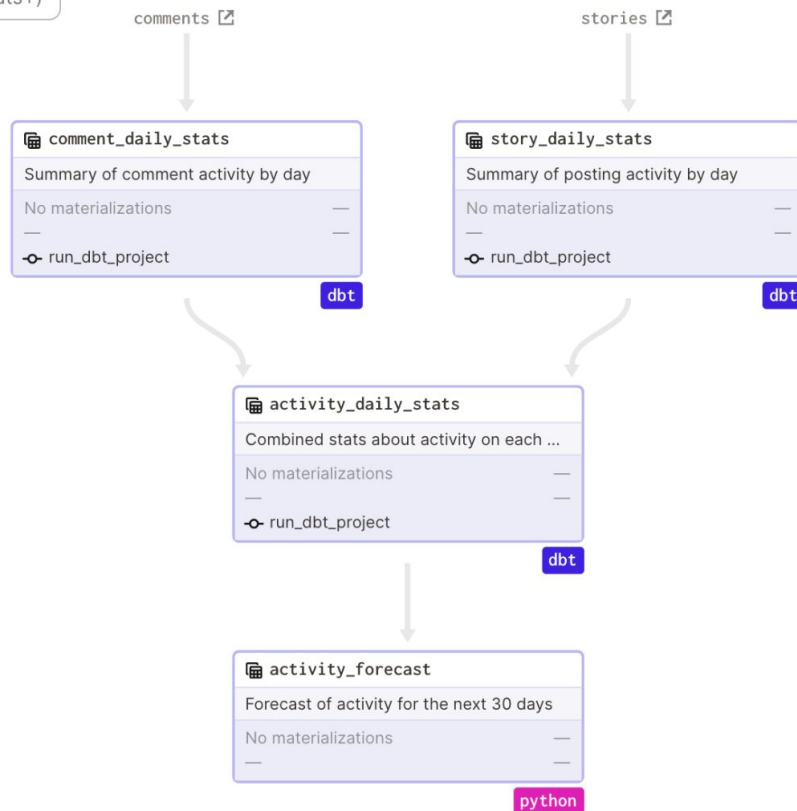 comments
stories
comment_daily_stats
Summary of comment activity by day
No materializations —
— —
run_dbt_project
dbt
story_daily_stats
Summary of posting activity by day
No materializations —
— —
run_dbt_project
dbt
activity_daily_stats
Combined stats about activity on each ...
No materializations —
— —
run_dbt_project
dbt
activity_forecast
Forecast of activity for the next 30 days
No materializations —
— —
python